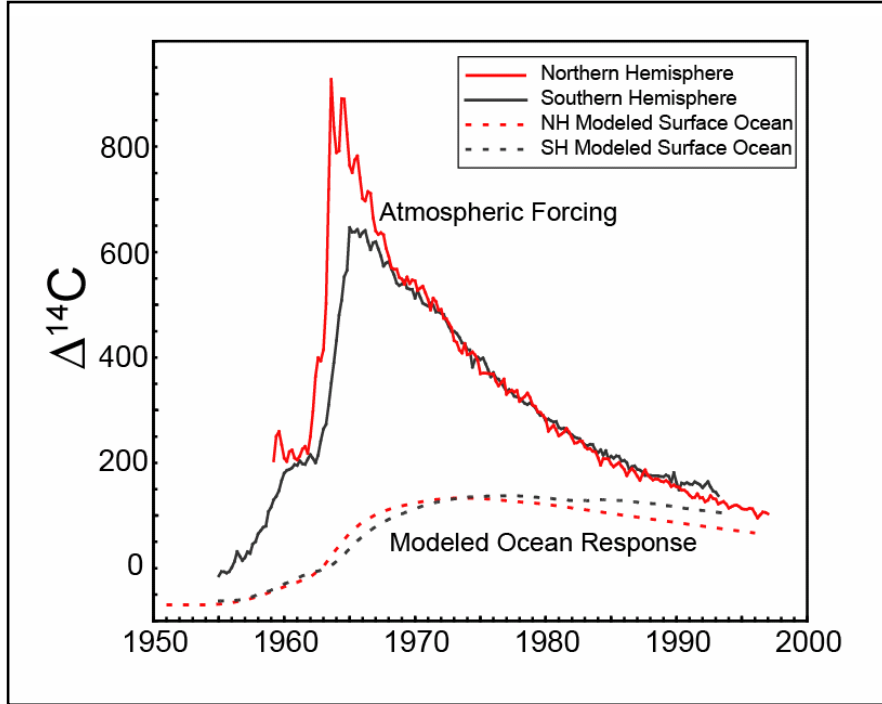 Northern Hemisphere
Southern Hemisphere
NH Modeled Surface Ocean
SH Modeled Surface Ocean
800
Atmospheric Forcing
600
Δ¹⁴C
400
200
Modeled Ocean Response
0
1950 1960 1970 1980 1990 2000